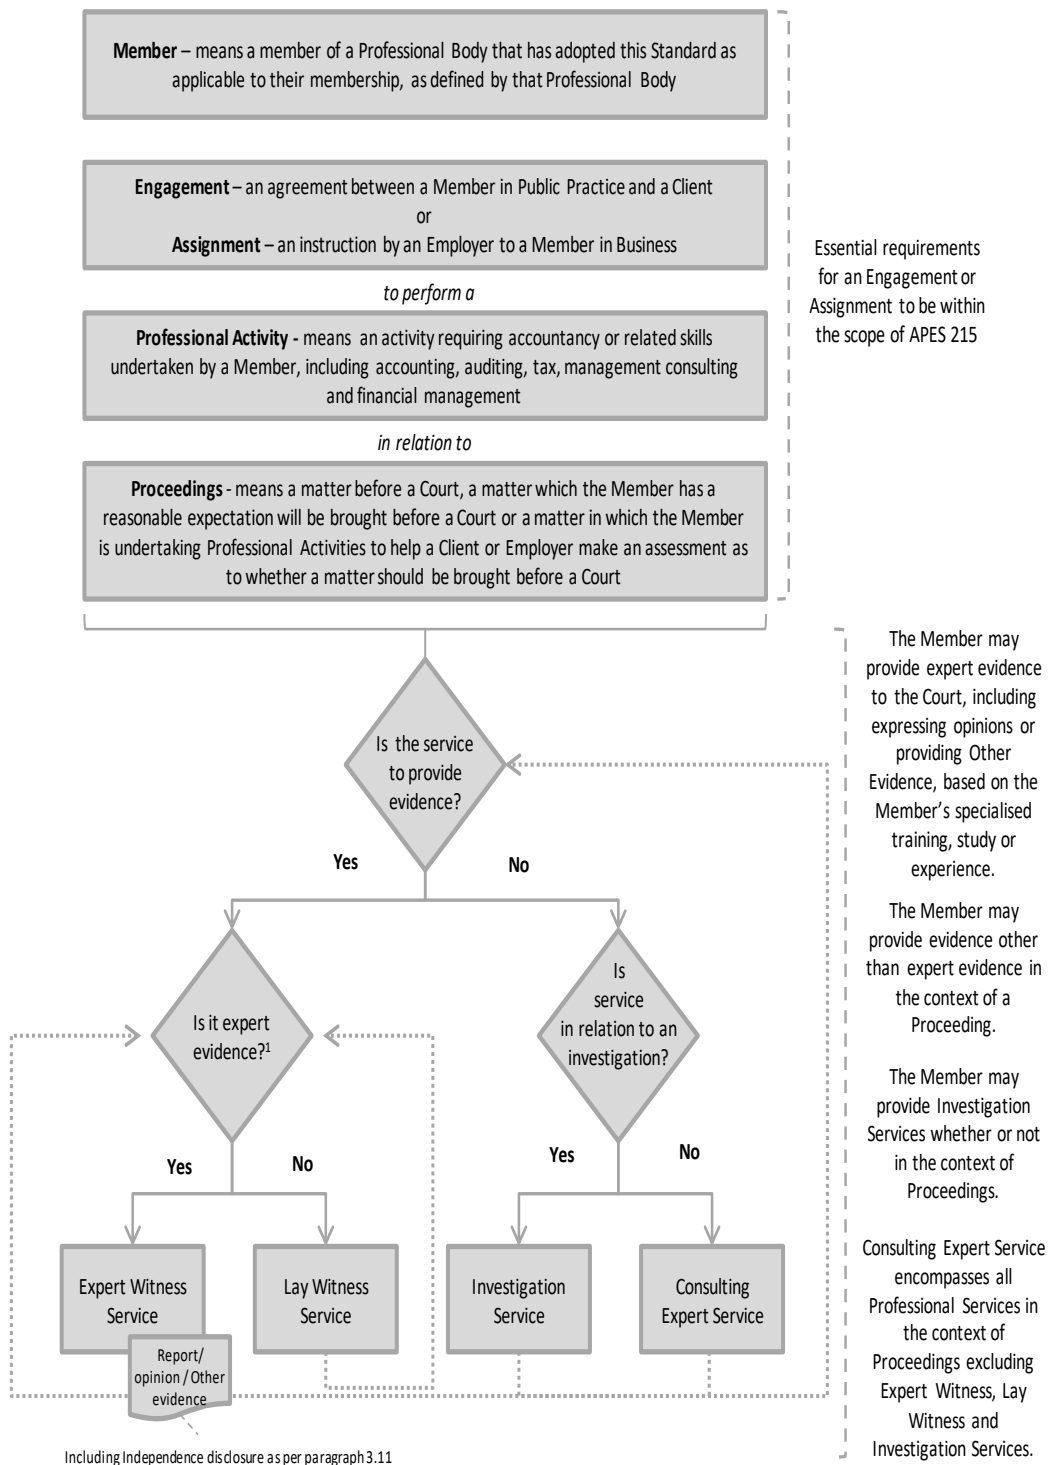 Member – means a member of a Professional Body that has adopted this Standard as
applicable to their membership, as defined by that Professional Body
Engagement – an agreement between a Member in Public Practice and a Client
or
Assignment – an instruction by an Employer to a Member in Business
to perform a
Professional Activity - means an activity requiring accountancy or related skills
undertaken by a Member, including accounting, auditing, tax, management consulting
and financial management
in relation to
Proceedings - means a matter before a Court, a matter which the Member has a
reasonable expectation will be brought before a Court or a matter in which the Member
is undertaking Professional Activities to help a Client or Employer make an assessment as
to whether a matter should be brought before a Court
Essential requirements
for an Engagement or
Assignment to be within
the scope of APES 215
Is the service
to provide
evidence?
Yes
No
Is it expert
evidence?¹
Is
service
in relation to an
investigation?
Yes
No
Yes
No
Expert Witness
Service
Lay Witness
Service
Investigation
Service
Consulting
Expert Service
Report/
opinion / Other
evidence
Including Independence disclosure as per paragraph 3.11
The Member may
provide expert evidence
to the Court, including
expressing opinions or
providing Other
Evidence, based on the
Member's specialised
training, study or
experience.
The Member may
provide evidence other
than expert evidence in
the context of a
Proceeding.
The Member may
provide Investigation
Services whether or not
in the context of
Proceedings.
Consulting Expert Service
encompasses all
Professional Services in
the context of
Proceedings excluding
Expert Witness, Lay
Witness and
Investigation Services.